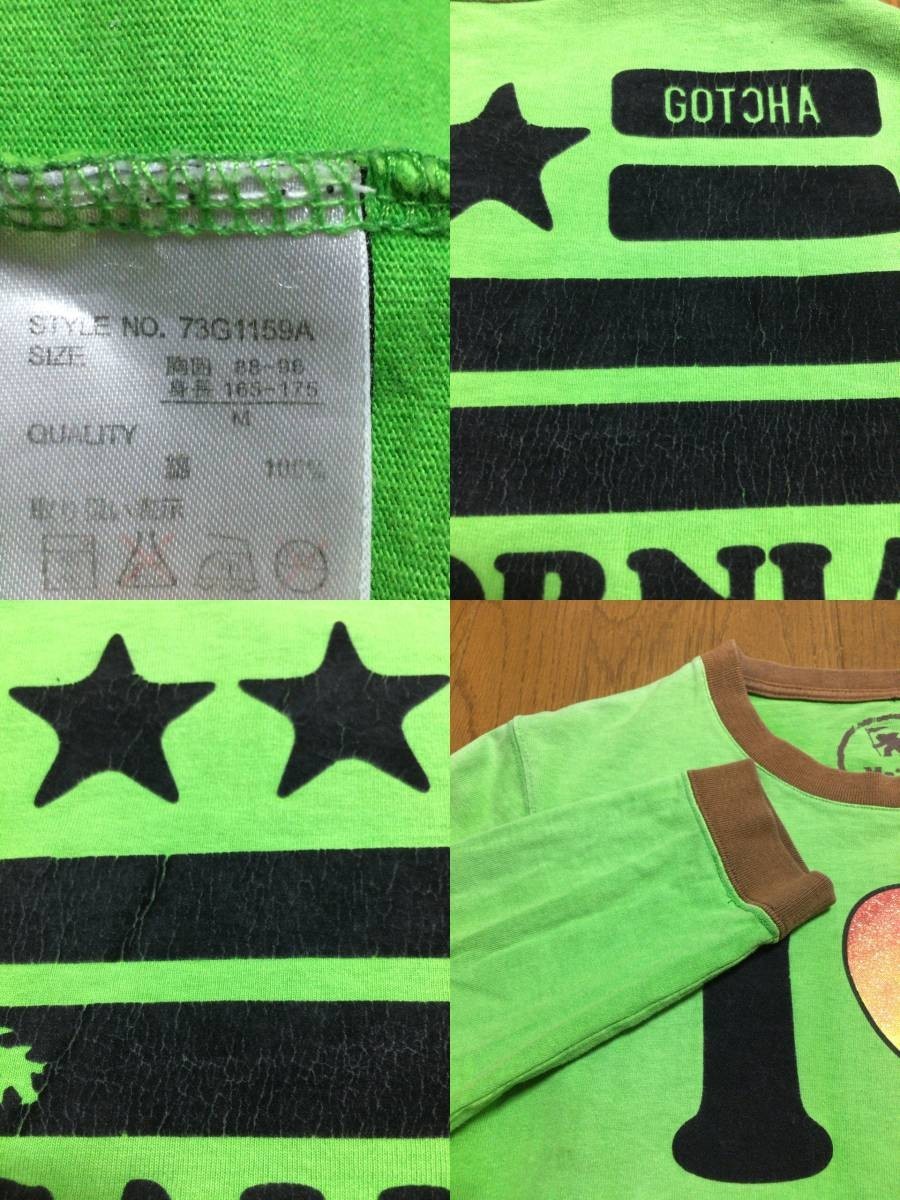 STYLE NO. 73G1159A
SIZE
胸囲 88-96
身長 165-175
M
QUALITY
綿 100%
取り扱い表示
GOTCHA
I